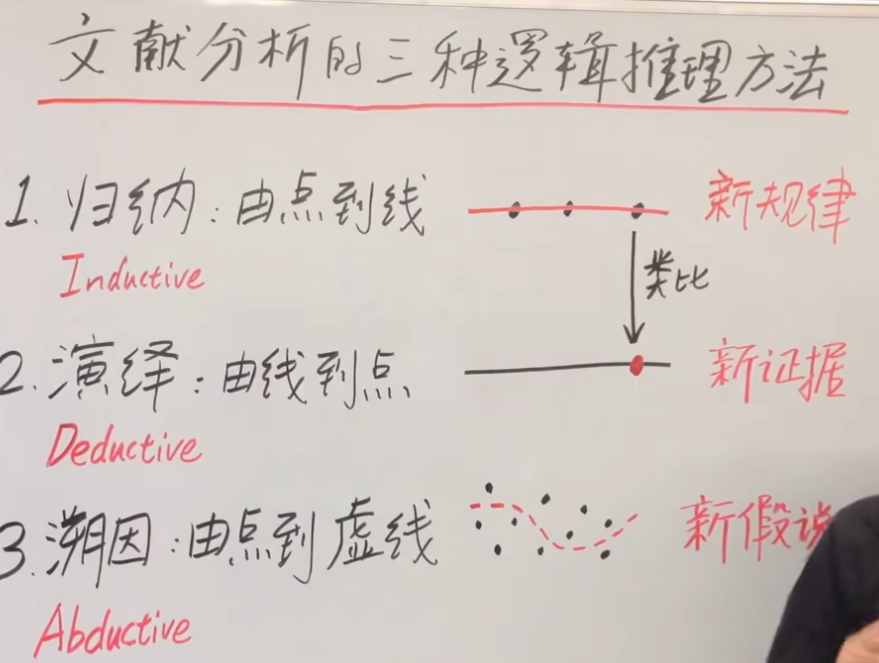 文献分析的三种逻辑推理方法
1. 归纳：由点到线
新规律
Inductive
类比
2. 演绎：由线到点
新证据
Deductive
3. 溯因：由点到虚线
新假说
Abductive